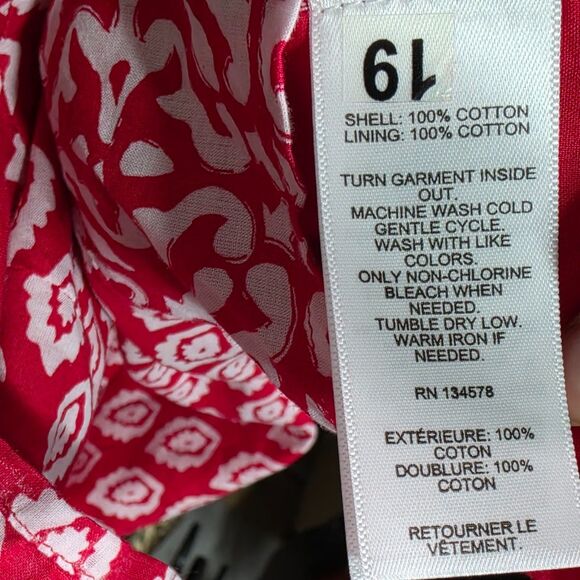 19
SHELL: 100% COTTON
LINING: 100% COTTON
TURN GARMENT INSIDE
OUT.
MACHINE WASH COLD
GENTLE CYCLE.
WASH WITH LIKE
COLORS.
ONLY NON-CHLORINE
BLEACH WHEN
NEEDED.
TUMBLE DRY LOW.
WARM IRON IF
NEEDED.
RN 134578
EXTÉRIEURE: 100%
COTON
DOUBLURE: 100%
COTON
RETOURNER LE
VÊTEMENT.